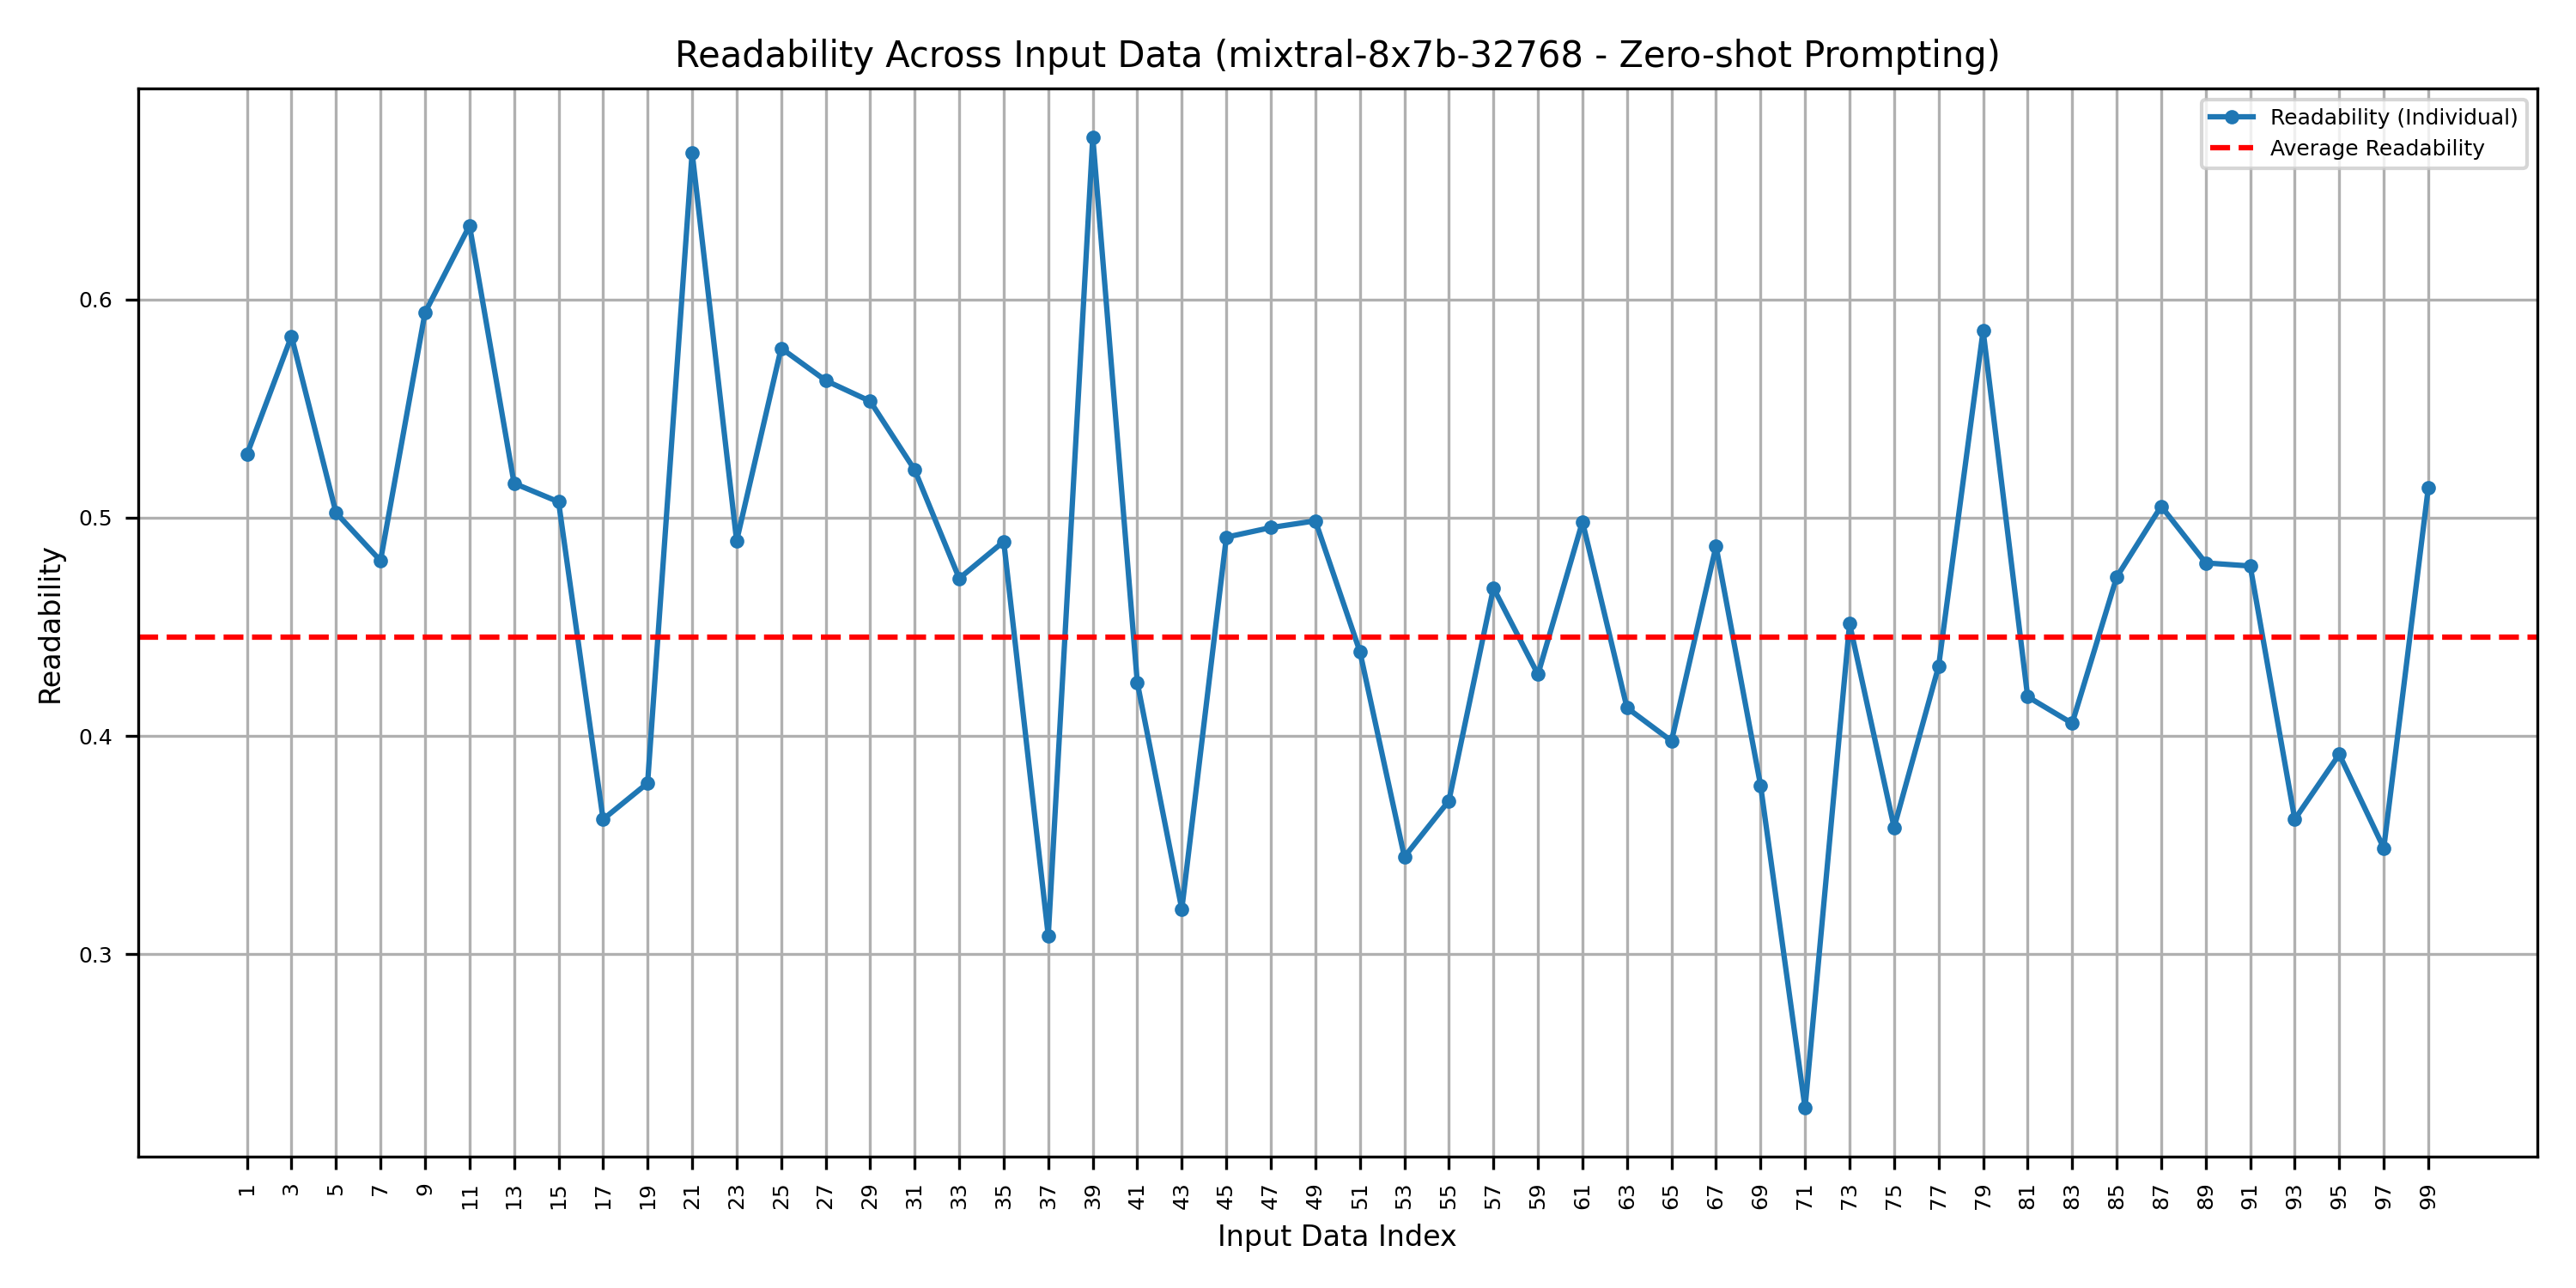 Readability Across Input Data (mixtral-8x7b-32768 - Zero-shot Prompting)
Readability (Individual)
Average Readability
Readability
0.6
0.5
0.4
0.3
1 3 5 7 9 11 13 15 17 19 21 23 25 27 29 31 33 35 37 39 41 43 45 47 49 51 53 55 57 59 61 63 65 67 69 71 73 75 77 79 81 83 85 87 89 91 93 95 97 99
Input Data Index